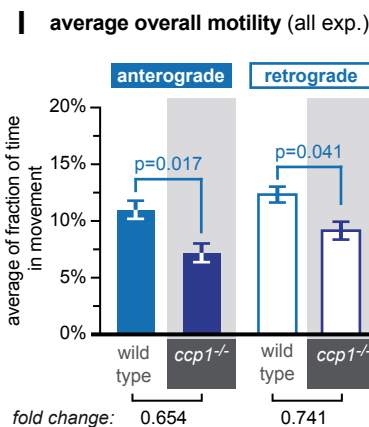 I average overall motility (all exp.)
anterograde retrograde
average of fraction of time
in movement
20%
15%
10%
5%
0%
p=0.017 p=0.041
wild
type
ccp1-/-
wild
type
ccp1-/-
fold change: 0.654 0.741